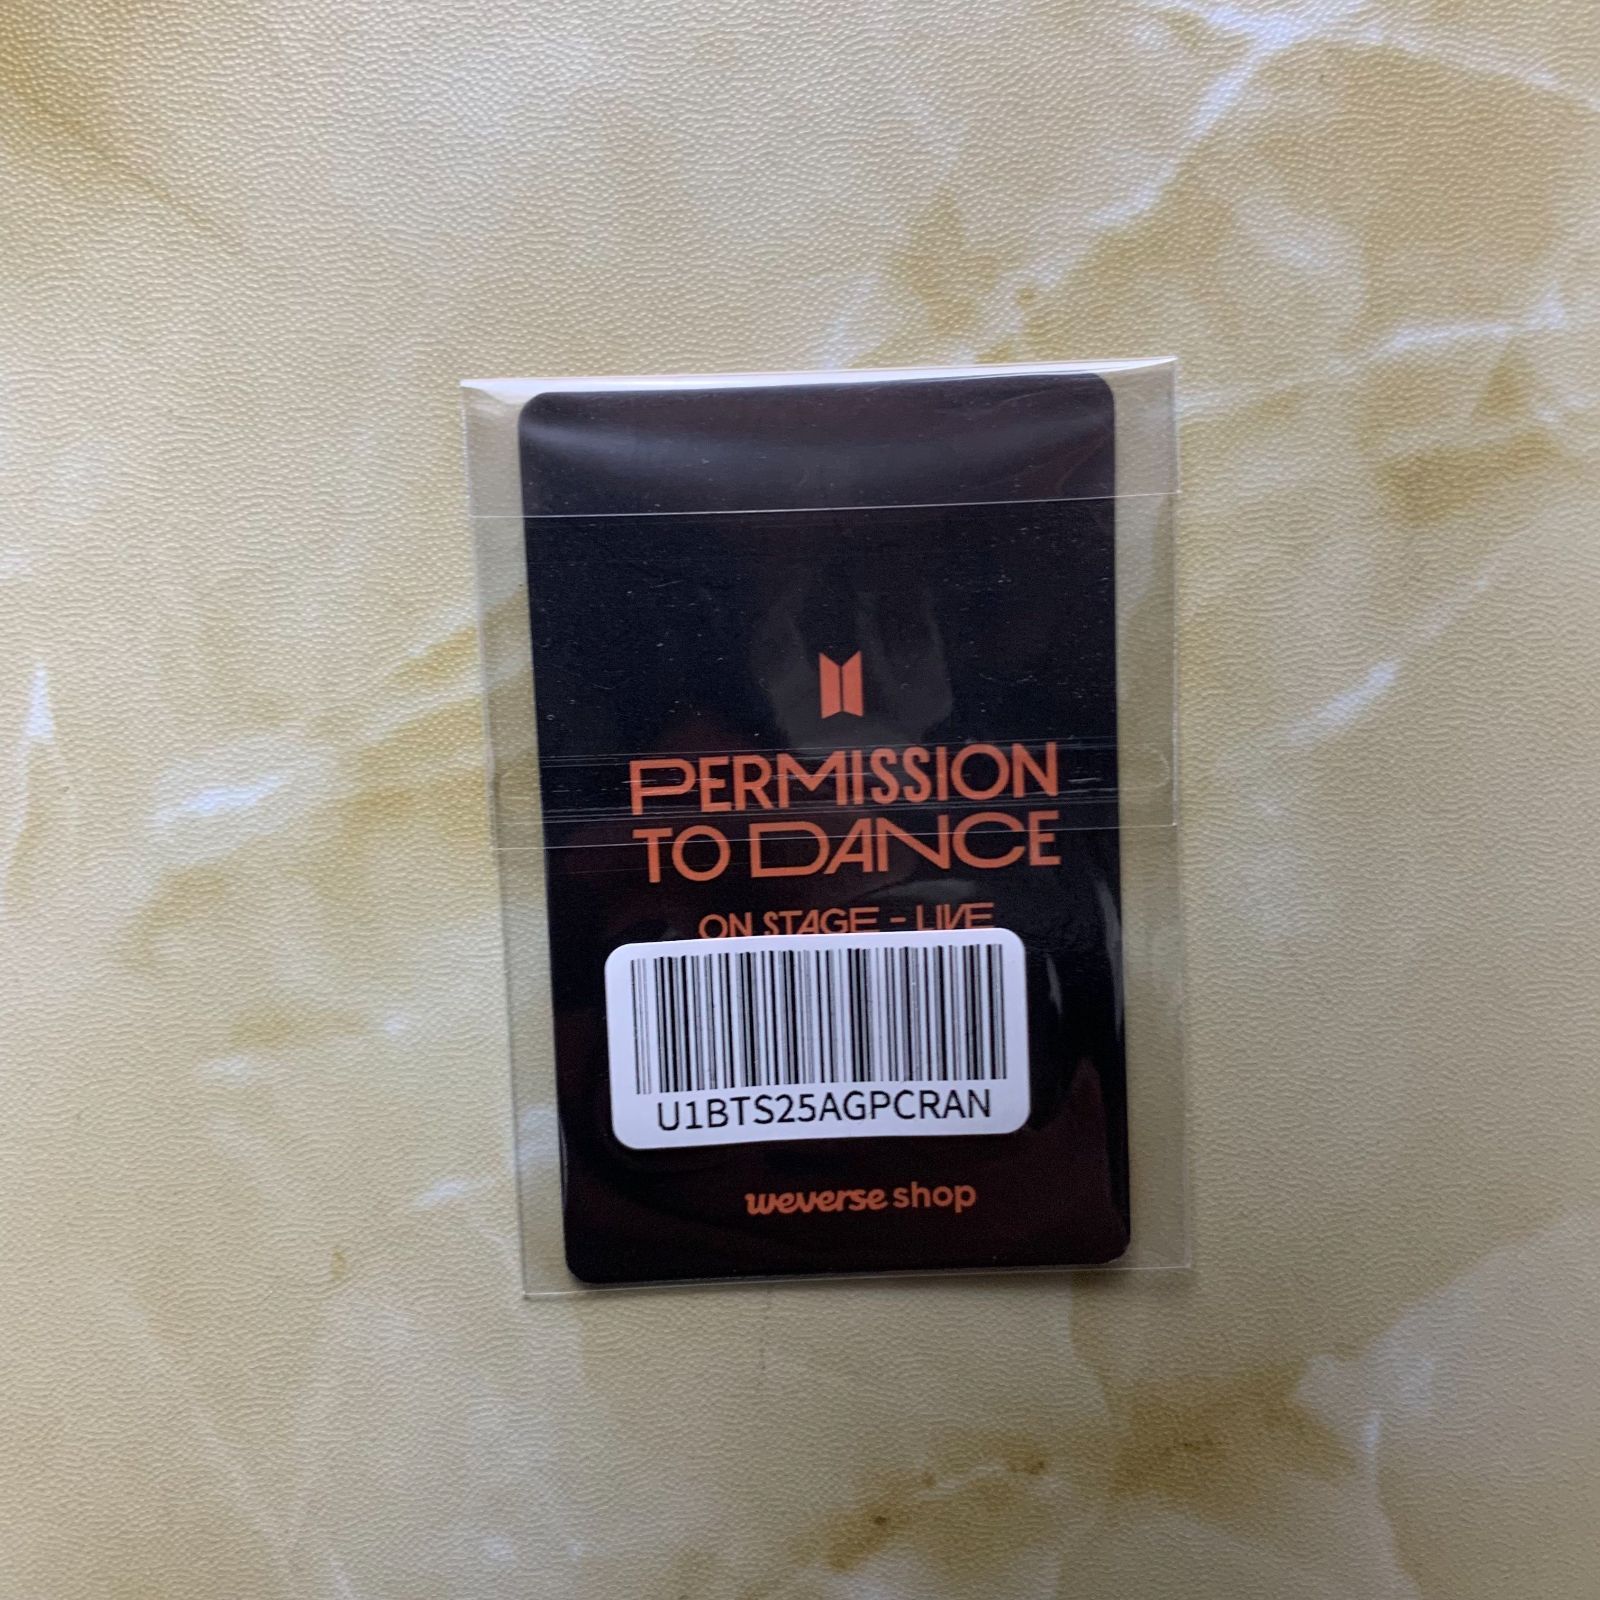 PERMISSION
TO DANCE
ON STAGE - LIVE
U1BTS25AGPCRAN
weverse shop